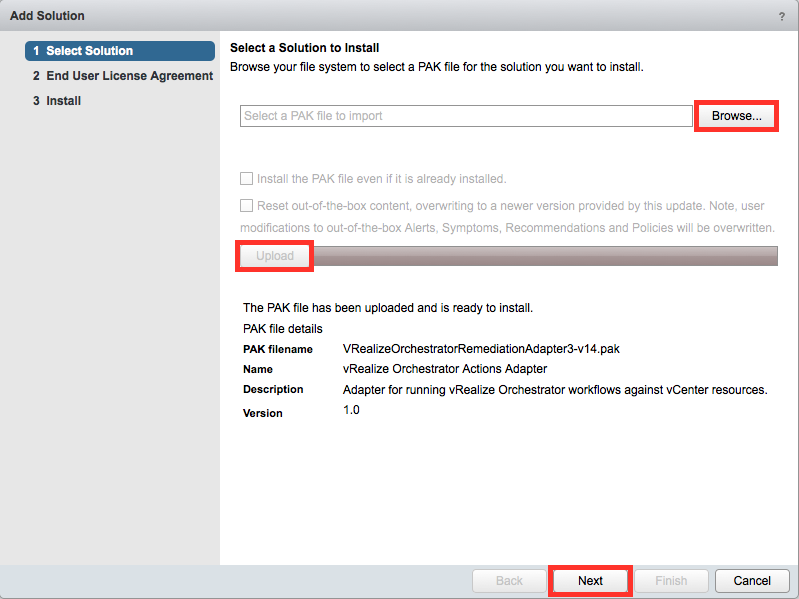 Add Solution
?
1 Select Solution
2 End User License Agreement
3 Install
Select a Solution to Install
Browse your file system to select a PAK file for the solution you want to install.
Select a PAK file to import
Browse...
Install the PAK file even if it is already installed.
Reset out-of-the-box content, overwriting to a newer version provided by this update. Note, user
modifications to out-of-the-box Alerts, Symptoms, Recommendations and Policies will be overwritten.
Upload
The PAK file has been uploaded and is ready to install.
PAK file details
PAK filename VRealizeOrchestratorRemediationAdapter3-v14.pak
Name vRealize Orchestrator Actions Adapter
Description Adapter for running vRealize Orchestrator workflows against vCenter resources.
Version 1.0
Back Next Finish Cancel